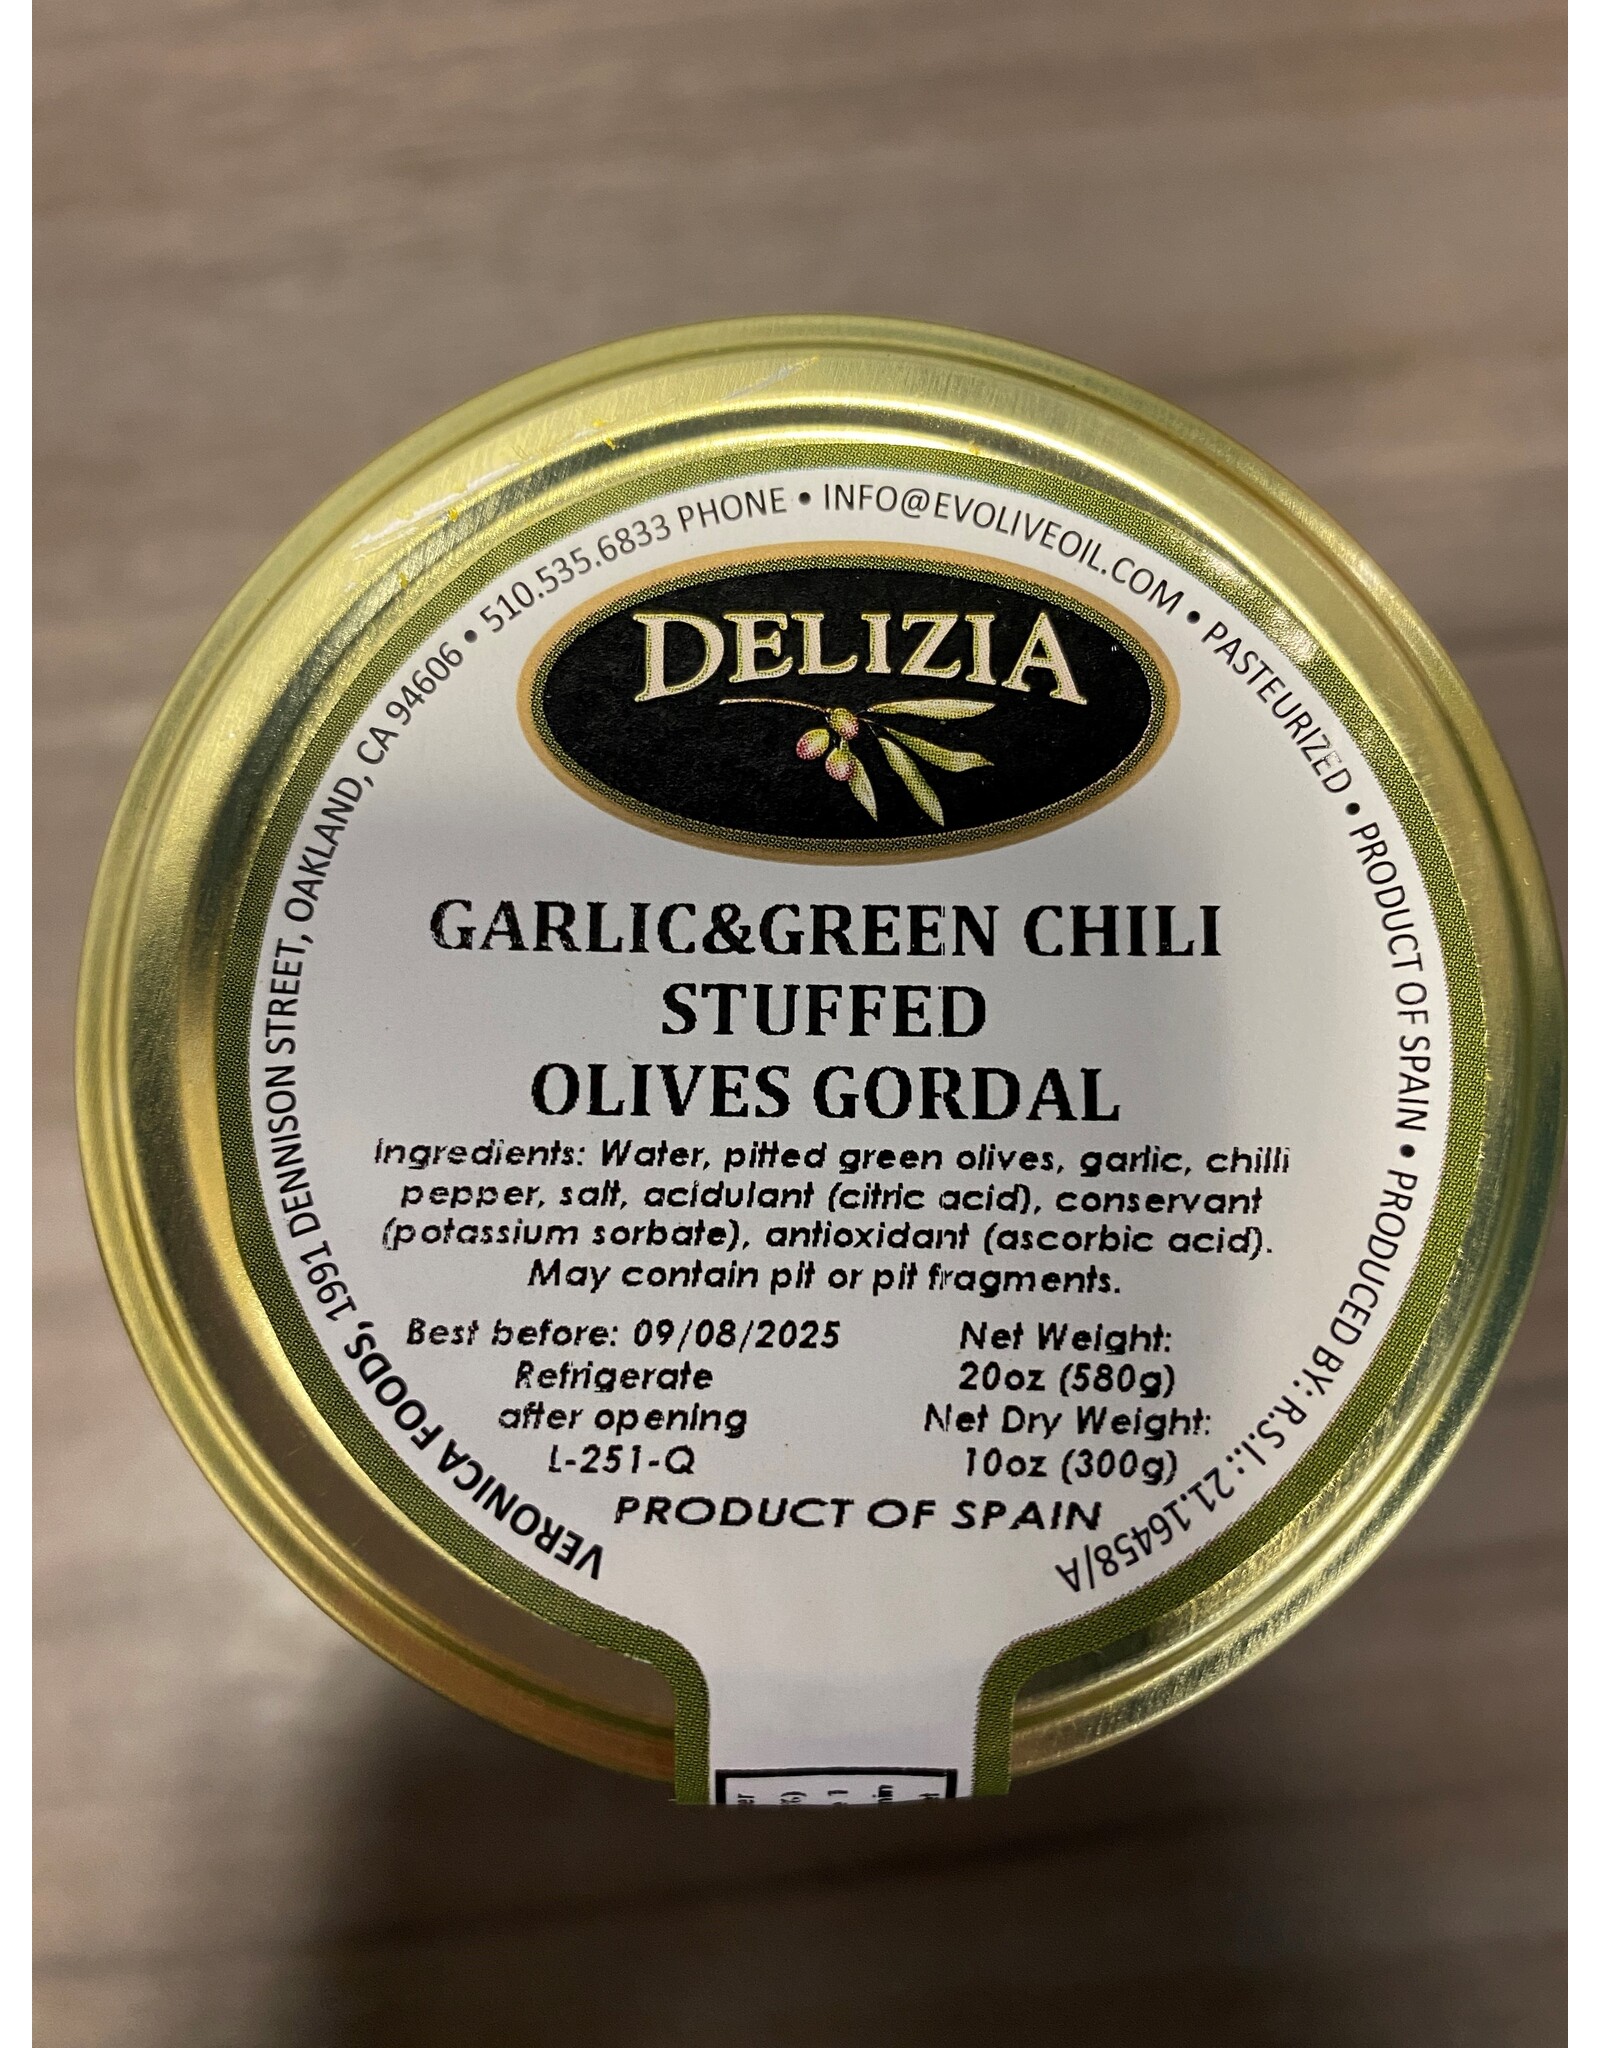 VERONICA FOODS, 1991 DENNISON STREET, OAKLAND, CA 94606 • 510.535.6833 PHONE • INFO@EVOLIVEOIL.COM • PASTEURIZED • PRODUCT OF SPAIN • PRODUCED BY: R.S.I.: 21.16458/A
DELIZIA
GARLIC&GREEN CHILI
STUFFED
OLIVES GORDAL
Ingredients: Water, pitted green olives, garlic, chilli
pepper, salt, acidulant (citric acid), conservant
(potassium sorbate), antioxidant (ascorbic acid).
May contain pit or pit fragments.
Best before: 09/08/2025
Refrigerate
after opening
L-251-Q
Net Weight:
20oz (580g)
Net Dry Weight:
10oz (300g)
PRODUCT OF SPAIN